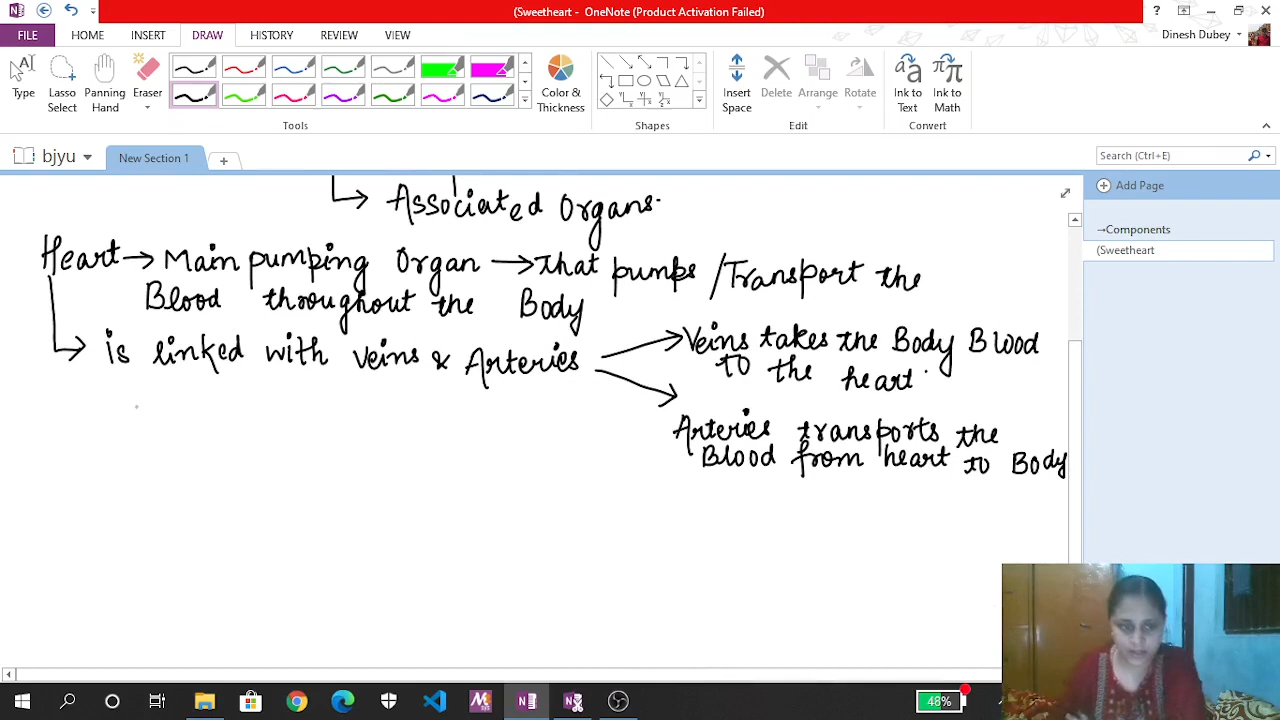 (Sweetheart - OneNote (Product Activation Failed)
?
FILE HOME INSERT DRAW HISTORY REVIEW VIEW
Dinesh Dubey
Type Lasso Select Panning Hand Eraser
Color & Thickness
Insert Space Delete Arrange Rotate Ink to Text Ink to Math
Tools Shapes Edit Convert
bjyu New Section 1 +
Search (Ctrl+E)
Add Page
→Components
(Sweetheart
Associated Organs.
Heart → Main pumping Organ → that pumps / Transport the
Blood throughout the Body
is linked with veins & Arteries
Veins takes the Body Blood
to the heart.
Arteries transports the
Blood from heart to Body
48%